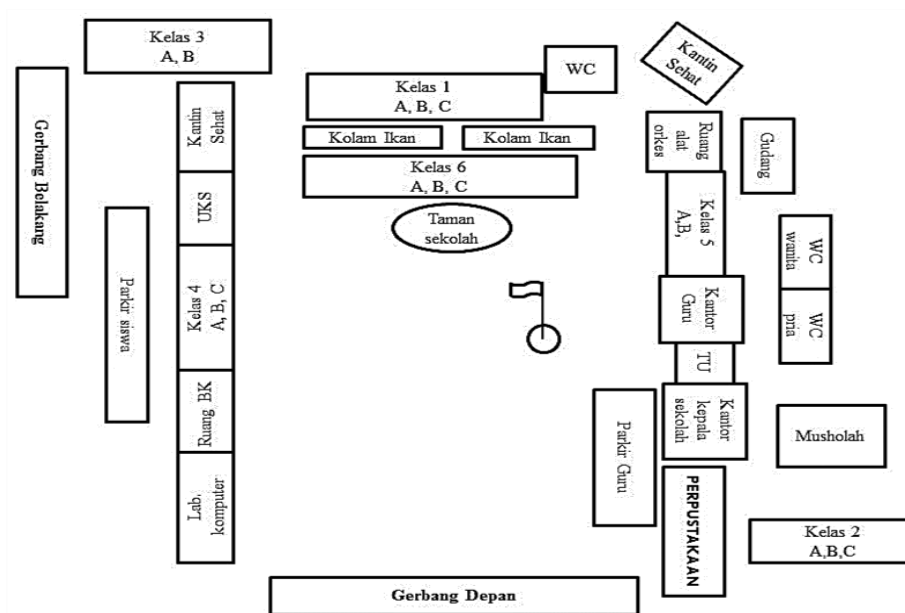 Kelas 3
A, B
Gerbang Belakang
Kantin
Sehat
UKS
Kelas 4
A, B, C
Ruang BK
Lab.
komputer
Parkir siswa
Kelas 1
A, B, C
WC
Kolam Ikan
Kolam Ikan
Kelas 6
A, B, C
Taman
sekolah
Kantin
Sehat
Ruang
alat
orkes
Gudang
Kelas 5
A,B,
WC
wanita
WC
pria
Kantor
Guru
TU
Kantor
kepala
sekolah
Parkir Guru
Musholah
PERPUSTAKAAN
Kelas 2
A,B,C
Gerbang Depan